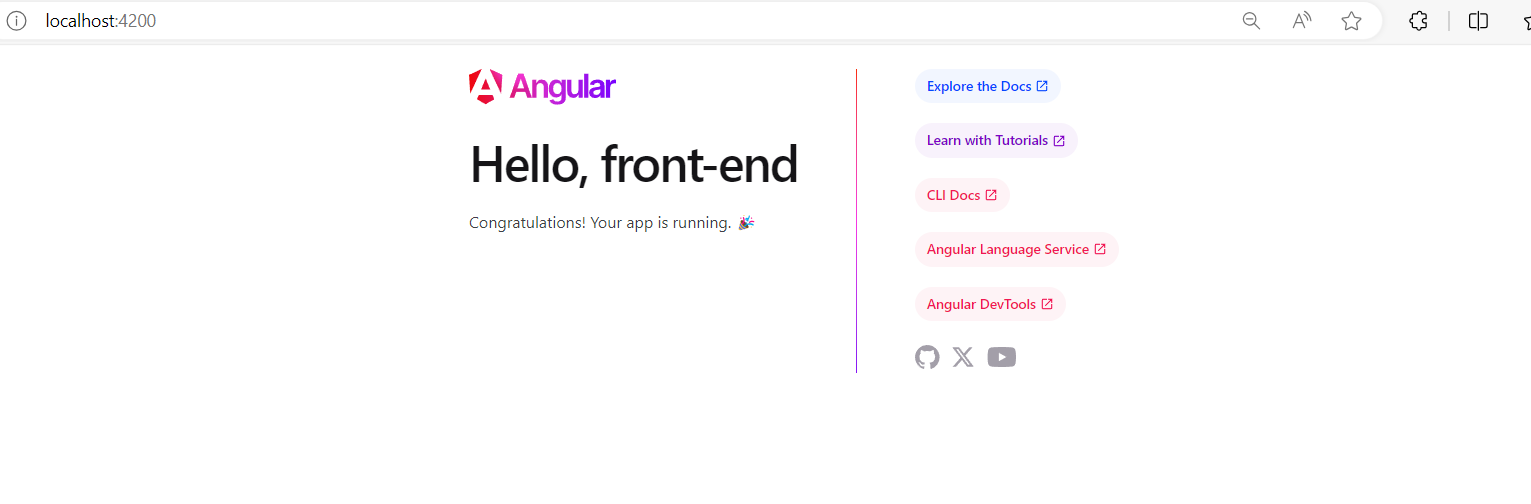 localhost:4200
Angular
Hello, front-end
Congratulations! Your app is running. 🎉
Explore the Docs
Learn with Tutorials
CLI Docs
Angular Language Service
Angular DevTools